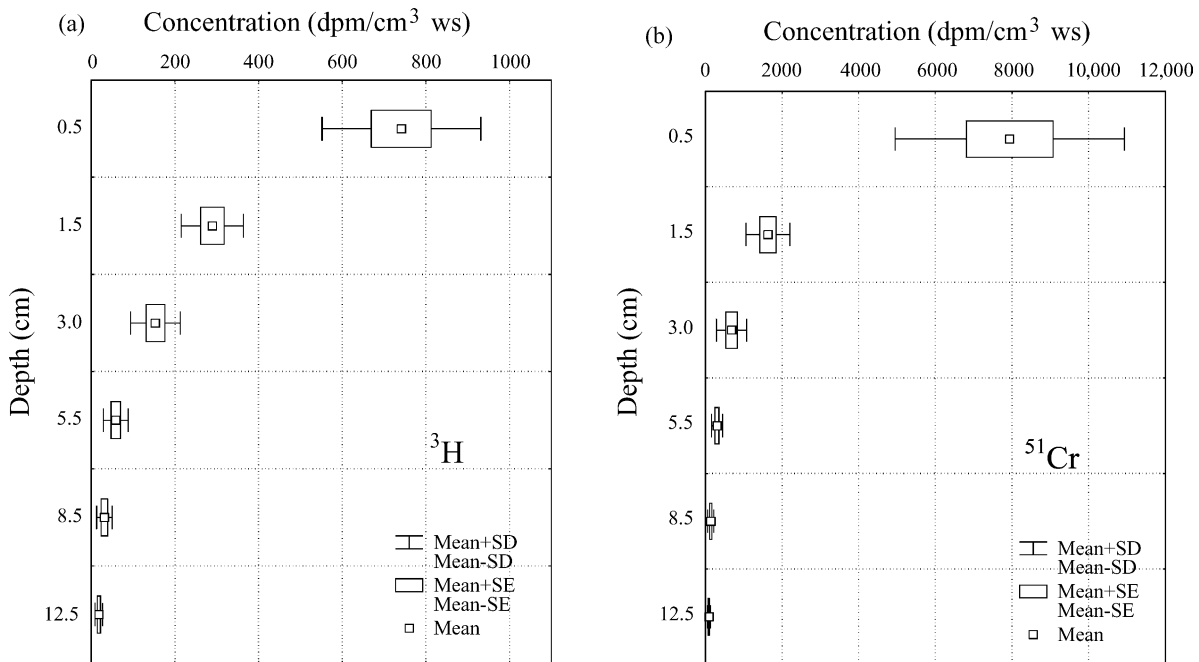 (a)
Concentration (dpm/cm³ ws)
0 200 400 600 800 1000
Depth (cm)
0.5
1.5
3.0
5.5
8.5
12.5
³H
Mean+SD
Mean-SD
Mean+SE
Mean-SE
Mean
(b)
Concentration (dpm/cm³ ws)
0 2000 4000 6000 8000 10,000 12,000
Depth (cm)
0.5
1.5
3.0
5.5
8.5
12.5
⁵¹Cr
Mean+SD
Mean-SD
Mean+SE
Mean-SE
Mean